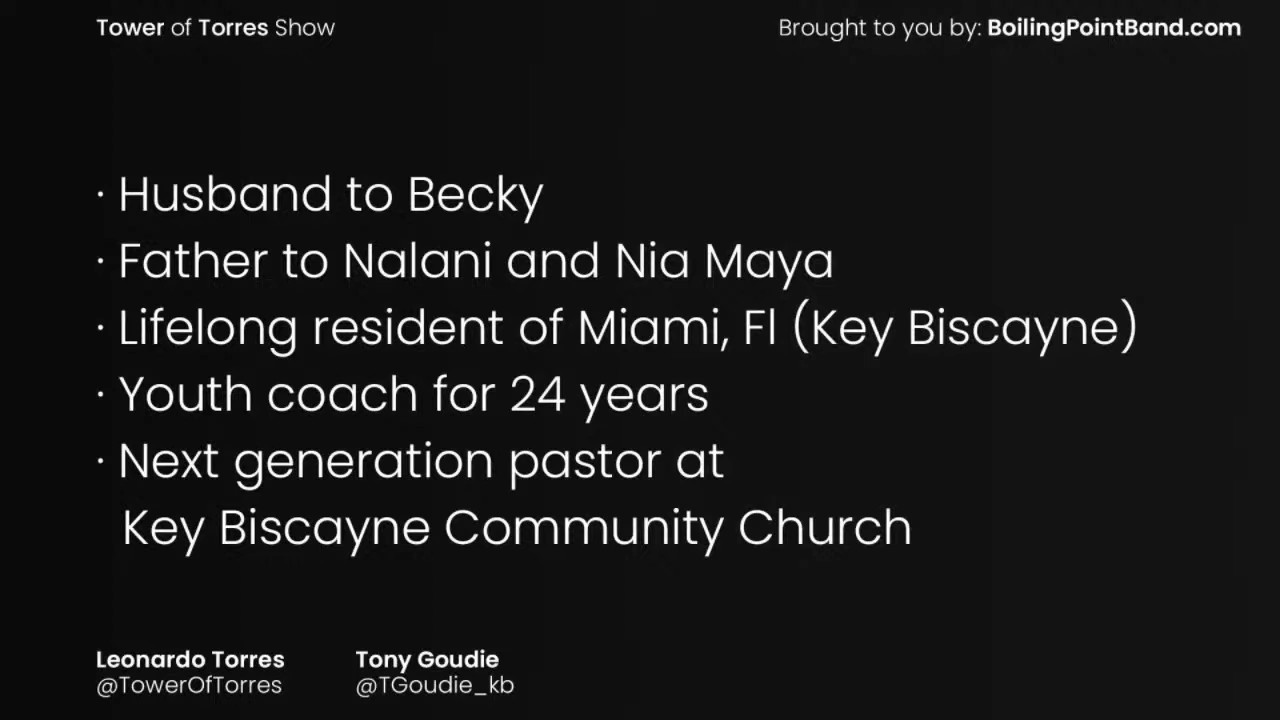 Tower of Torres Show
Brought to you by: BoilingPointBand.com
· Husband to Becky
· Father to Nalani and Nia Maya
· Lifelong resident of Miami, Fl (Key Biscayne)
· Youth coach for 24 years
· Next generation pastor at
Key Biscayne Community Church
Leonardo Torres
@TowerOfTorres
Tony Goudie
@TGoudie_kb